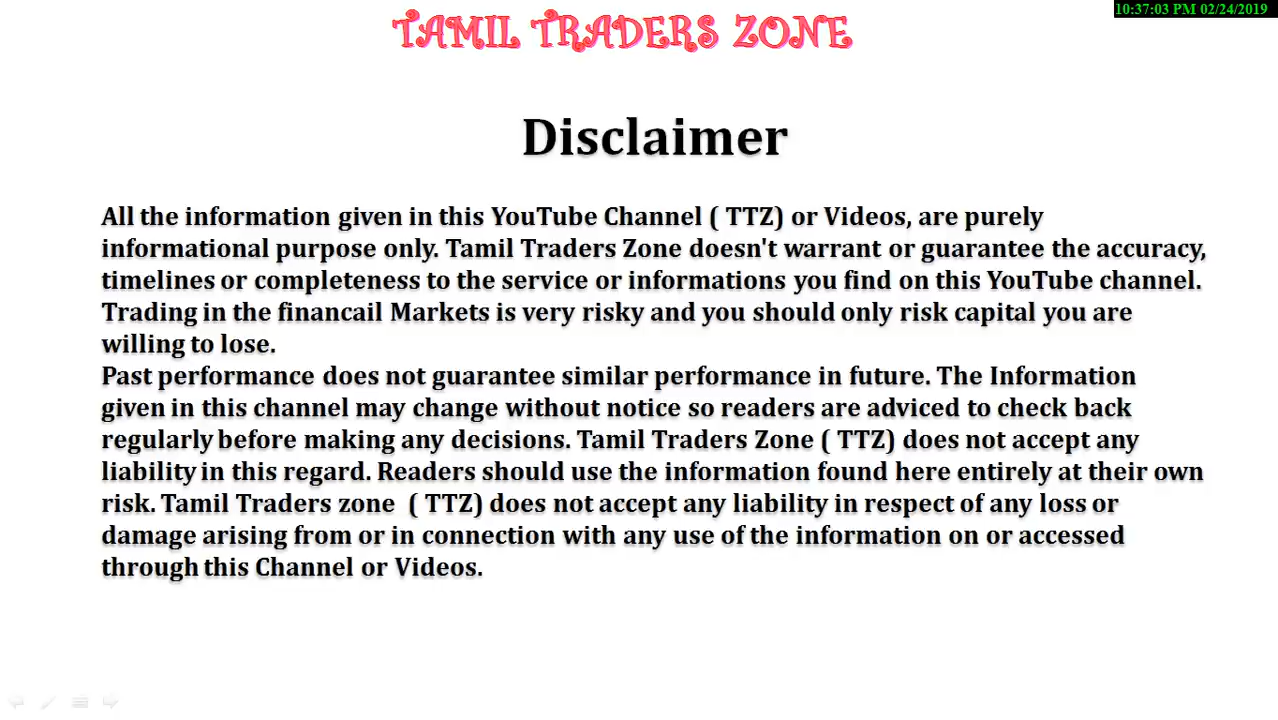 10:37:03 PM 02/24/2019
TAMIL TRADERS ZONE
Disclaimer
All the information given in this YouTube Channel ( TTZ) or Videos, are purely
informational purpose only. Tamil Traders Zone doesn't warrant or guarantee the accuracy,
timelines or completeness to the service or informations you find on this YouTube channel.
Trading in the financail Markets is very risky and you should only risk capital you are
willing to lose.
Past performance does not guarantee similar performance in future. The Information
given in this channel may change without notice so readers are adviced to check back
regularly before making any decisions. Tamil Traders Zone ( TTZ) does not accept any
liability in this regard. Readers should use the information found here entirely at their own
risk. Tamil Traders zone  ( TTZ) does not accept any liability in respect of any loss or
damage arising from or in connection with any use of the information on or accessed
through this Channel or Videos.